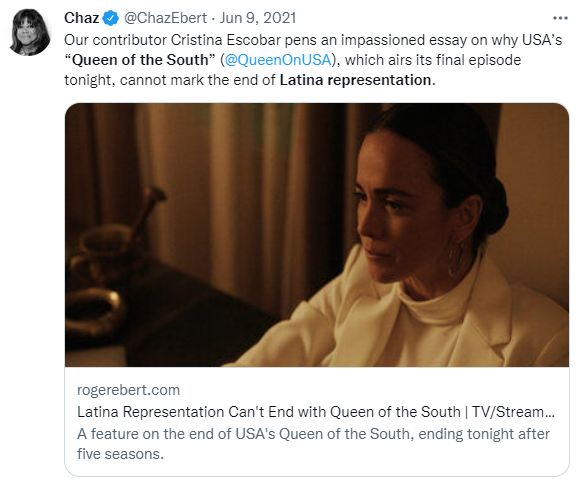 Chaz @ChazEbert · Jun 9, 2021
Our contributor Cristina Escobar pens an impassioned essay on why USA's
“Queen of the South” (@QueenOnUSA), which airs its final episode
tonight, cannot mark the end of Latina representation.
rogerebert.com
Latina Representation Can't End with Queen of the South | TV/Stream...
A feature on the end of USA's Queen of the South, ending tonight after
five seasons.